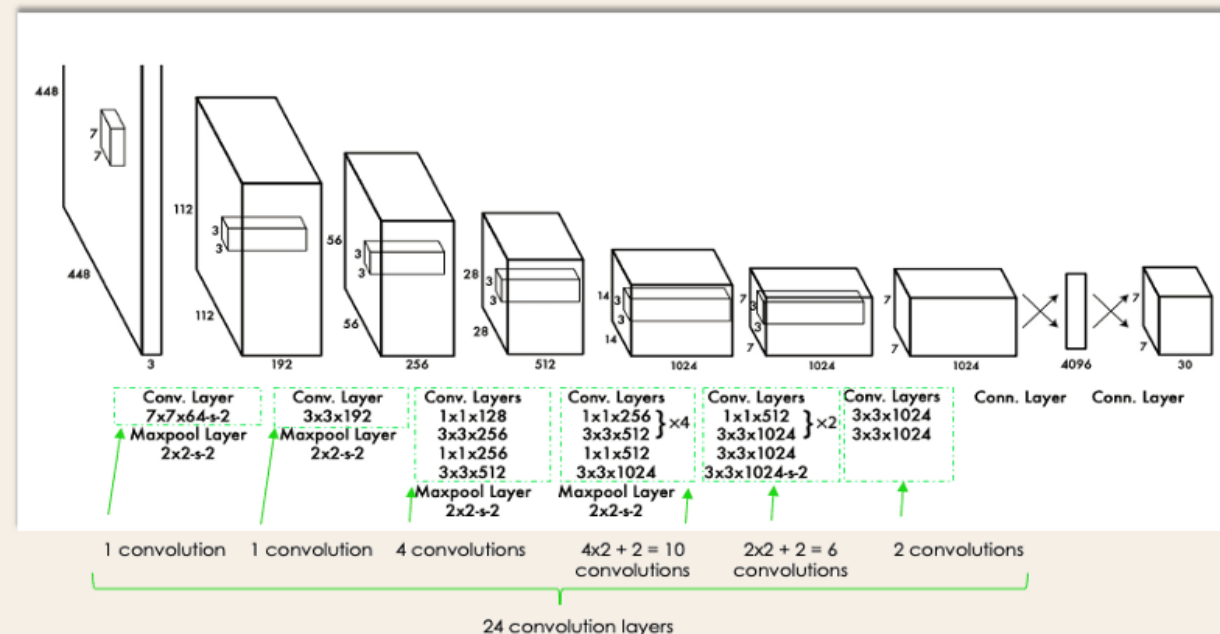 448
7
7
448
3
112
3
3
112
192
56
3
3
56
256
28
3
3
28
512
14
3
3
14
1024
7
3
3
7
1024
7
7
1024
4096
7
7
30
Conv. Layer
7x7x64-s-2
Maxpool Layer
2x2-s-2
Conv. Layer
3x3x192
Maxpool Layer
2x2-s-2
Conv. Layers
1x1x128
3x3x256
1x1x256
3x3x512
Maxpool Layer
2x2-s-2
Conv. Layers
1x1x256
3x3x512 }×4
1x1x512
3x3x1024
Maxpool Layer
2x2-s-2
Conv. Layers
1x1x512
3x3x1024 }×2
3x3x1024
3x3x1024-s-2
Conv. Layers
3x3x1024
3x3x1024
Conn. Layer
Conn. Layer
1 convolution
1 convolution
4 convolutions
4x2 + 2 = 10
convolutions
2x2 + 2 = 6
convolutions
2 convolutions
24 convolution layers